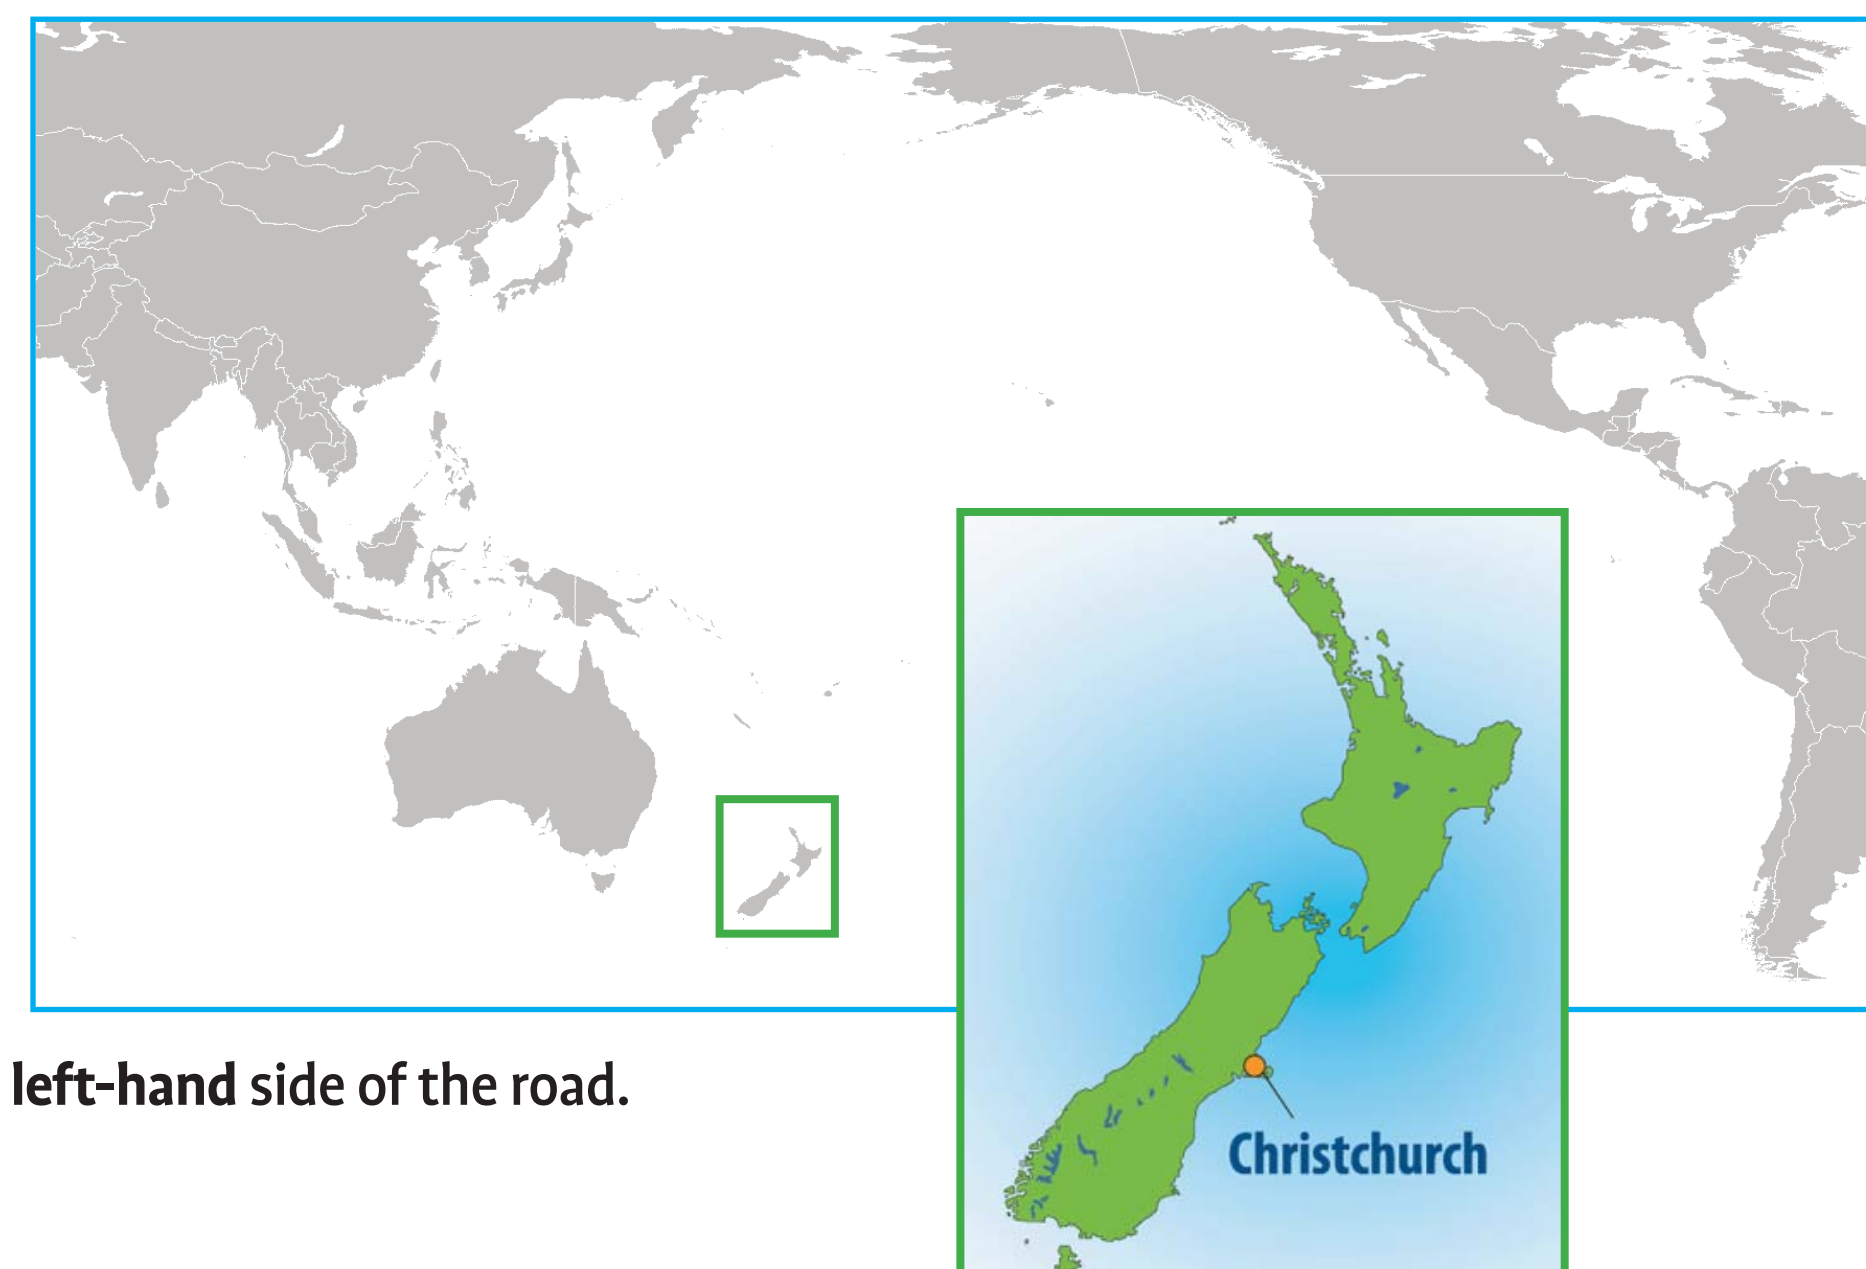 left-hand side of the road.
Christchurch